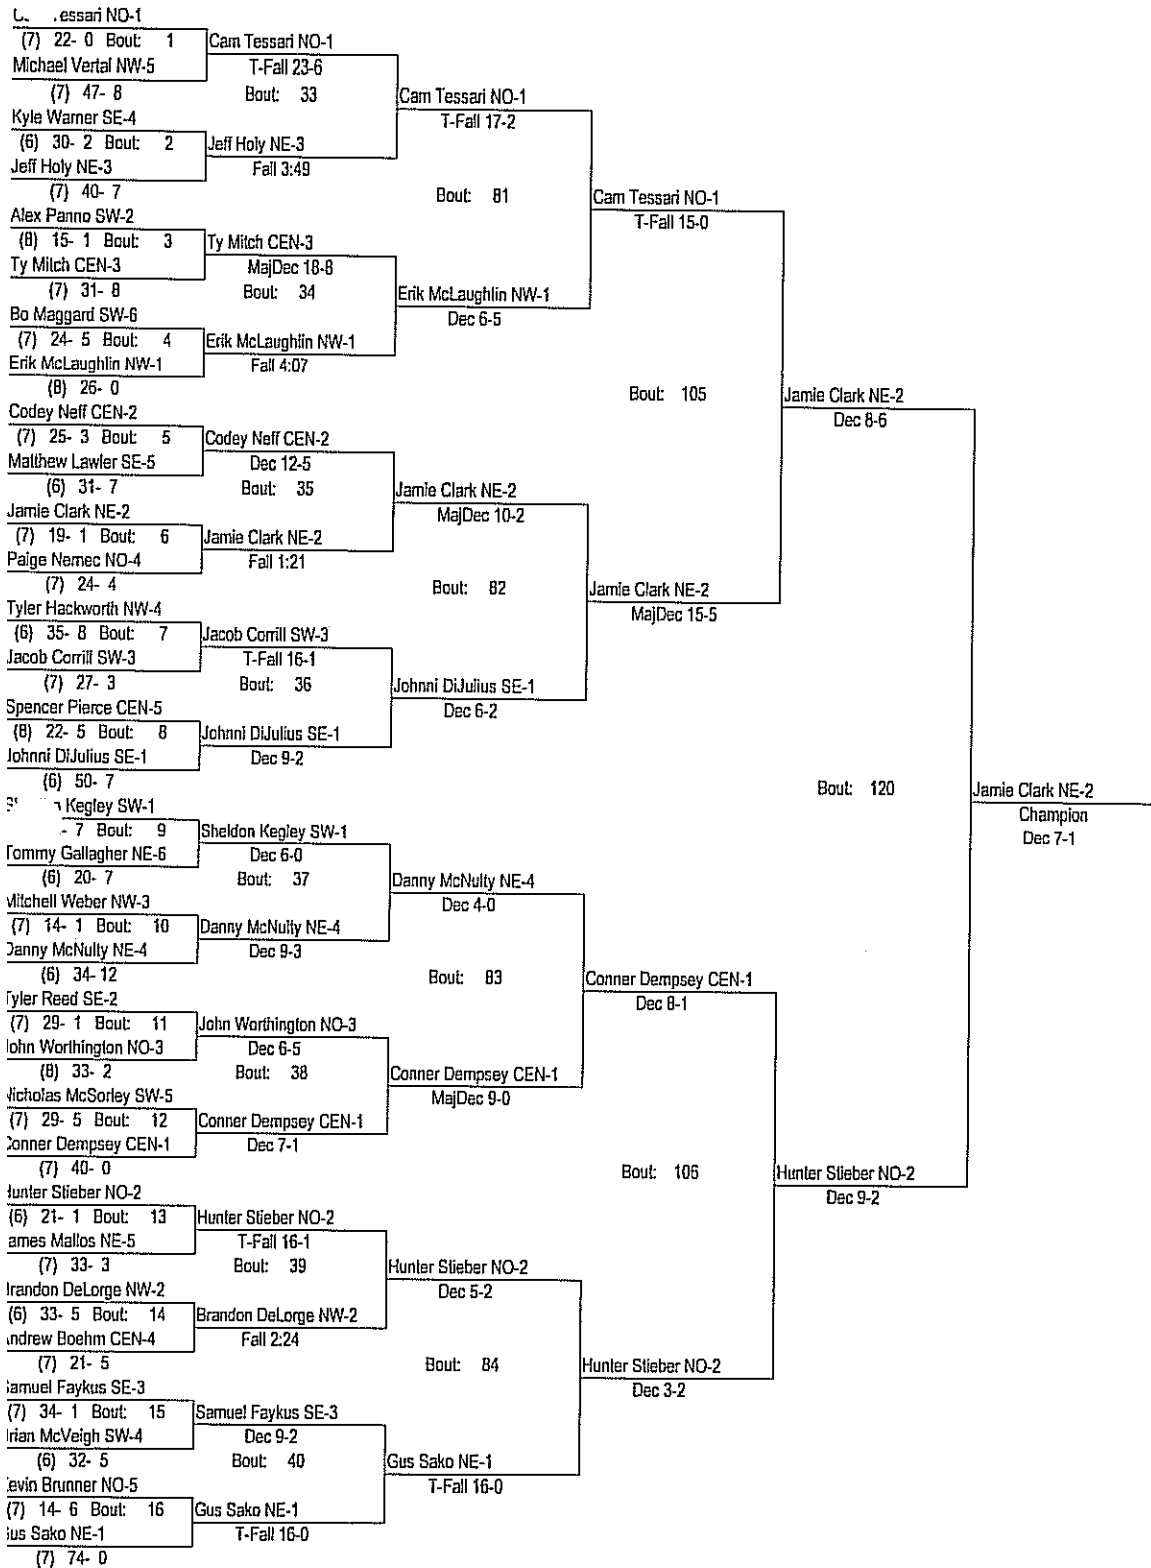 essari NO-1
(7) 22- 0 Bout: 1
Michael Vertal NW-5
(7) 47- 8
Kyle Warner SE-4
(6) 30- 2 Bout: 2
Jeff Holy NE-3
(7) 40- 7
Alex Panno SW-2
(8) 15- 1 Bout: 3
Ty Mitch CEN-3
(7) 31- 8
Bo Maggard SW-6
(7) 24- 5 Bout: 4
Erik McLaughlin NW-1
(8) 26- 0
Codey Neff CEN-2
(7) 25- 3 Bout: 5
Matthew Lawler SE-5
(6) 31- 7
Jamie Clark NE-2
(7) 19- 1 Bout: 6
Paige Nemec NO-4
(7) 24- 4
Tyler Hackworth NW-4
(6) 35- 8 Bout: 7
Jacob Corrill SW-3
(7) 27- 3
Spencer Pierce CEN-5
(8) 22- 5 Bout: 8
Johnni DiJulius SE-1
(6) 50- 7
Kegley SW-1
- 7 Bout: 9
Tommy Gallagher NE-6
(6) 20- 7
Mitchell Weber NW-3
(7) 14- 1 Bout: 10
Danny McNulty NE-4
(6) 34- 12
Tyler Reed SE-2
(7) 29- 1 Bout: 11
John Worthington NO-3
(8) 33- 2
Nicholas McSorley SW-5
(7) 29- 5 Bout: 12
Conner Dempsey CEN-1
(7) 40- 0
Hunter Stieber NO-2
(6) 21- 1 Bout: 13
ames Mallos NE-5
(7) 33- 3
Brandon DeLorge NW-2
(6) 33- 5 Bout: 14
Andrew Boehm CEN-4
(7) 21- 5
Samuel Faykus SE-3
(7) 34- 1 Bout: 15
rian McVeigh SW-4
(6) 32- 5
Kevin Brunner NO-5
(7) 14- 6 Bout: 16
Gus Sako NE-1
(7) 74- 0
Cam Tessari NO-1
T-Fall 23-6
Bout: 33
Jeff Holy NE-3
Fall 3:49
Ty Mitch CEN-3
MajDec 18-8
Bout: 34
Erik McLaughlin NW-1
Fall 4:07
Codey Neff CEN-2
Dec 12-5
Bout: 35
Jamie Clark NE-2
Fall 1:21
Jacob Corrill SW-3
T-Fall 16-1
Bout: 36
Johnni DiJulius SE-1
Dec 9-2
Sheldon Kegley SW-1
Dec 6-0
Bout: 37
Danny McNulty NE-4
Dec 9-3
John Worthington NO-3
Dec 6-5
Bout: 38
Conner Dempsey CEN-1
Dec 7-1
Hunter Stieber NO-2
T-Fall 16-1
Bout: 39
Brandon DeLorge NW-2
Fall 2:24
Samuel Faykus SE-3
Dec 9-2
Bout: 40
Gus Sako NE-1
T-Fall 16-0
Cam Tessari NO-1
T-Fall 17-2
Bout: 81
Erik McLaughlin NW-1
Dec 6-5
Jamie Clark NE-2
MajDec 10-2
Bout: 82
Johnni DiJulius SE-1
Dec 6-2
Danny McNulty NE-4
Dec 4-0
Bout: 83
Conner Dempsey CEN-1
MajDec 9-0
Hunter Stieber NO-2
Dec 5-2
Bout: 84
Gus Sako NE-1
T-Fall 16-0
Cam Tessari NO-1
T-Fall 15-0
Bout: 105
Jamie Clark NE-2
MajDec 15-5
Conner Dempsey CEN-1
Dec 8-1
Bout: 106
Hunter Stieber NO-2
Dec 3-2
Jamie Clark NE-2
Dec 8-6
Bout: 120
Hunter Stieber NO-2
Dec 9-2
Jamie Clark NE-2
Champion
Dec 7-1